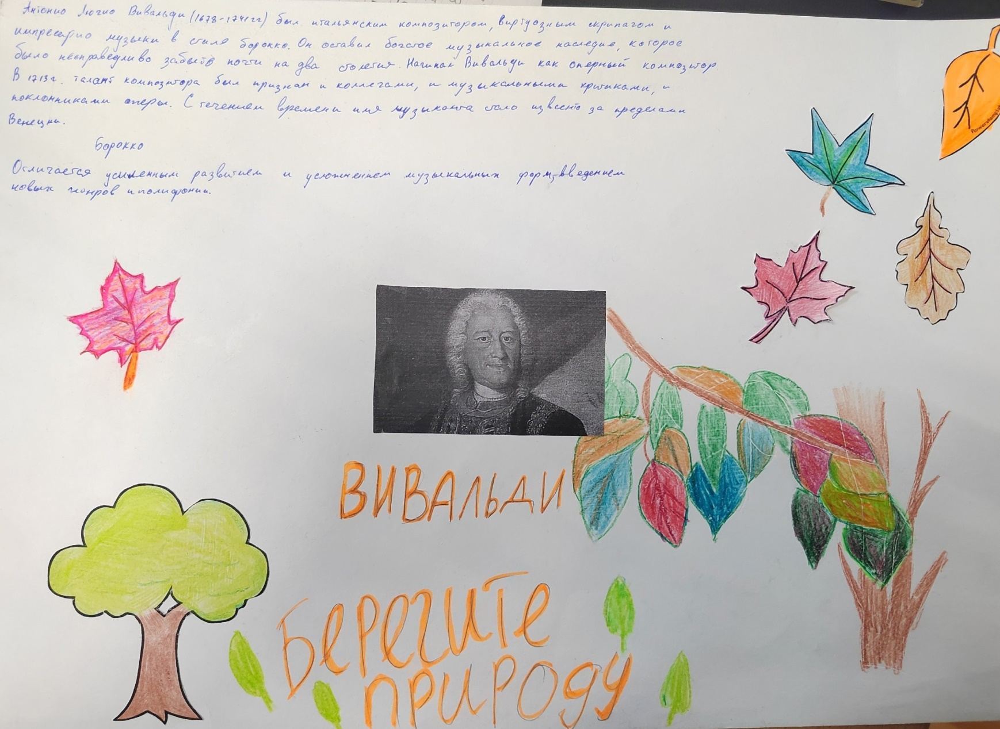 Антонио Лючио Вивальди (1678-1741гг) был итальянским композитором, виртуозным скрипачом и
импресарио музыки в стиле борокко. Он оставил богатое музыкальное наследие, которое
было несправедливо забыто почти на два столетия. Начинал Вивальди как оперный композитор.
В 1713г. талант композитора был признан и коллегами, и музыкальными критиками, и
поклонниками оперы. С течением времени имя музыканта стало известно за пределами
Венеции.
Борокко
Отличается усиленным развитием и усложнением музыкальных форм, введением
новых жанров и полифонии.
ВИВАЛЬДИ
Берегите
природу